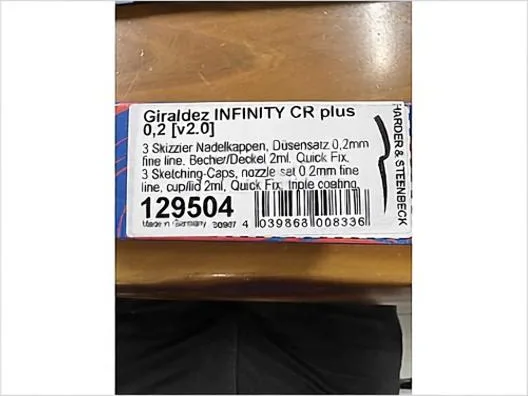 Giraldez INFINITY CR plus
0,2 [v2.0]
3 Skizzier Nadelkappen, Düsensatz 0,2mm
fine line, Becher/Deckel 2ml, Quick Fix,
3 Sketching-Caps, nozzle set 0.2mm fine
line, cup/lid 2ml, Quick Fix, triple coating
129504
Made in Germany
4 039868 008336
HARDER & STEENBECK